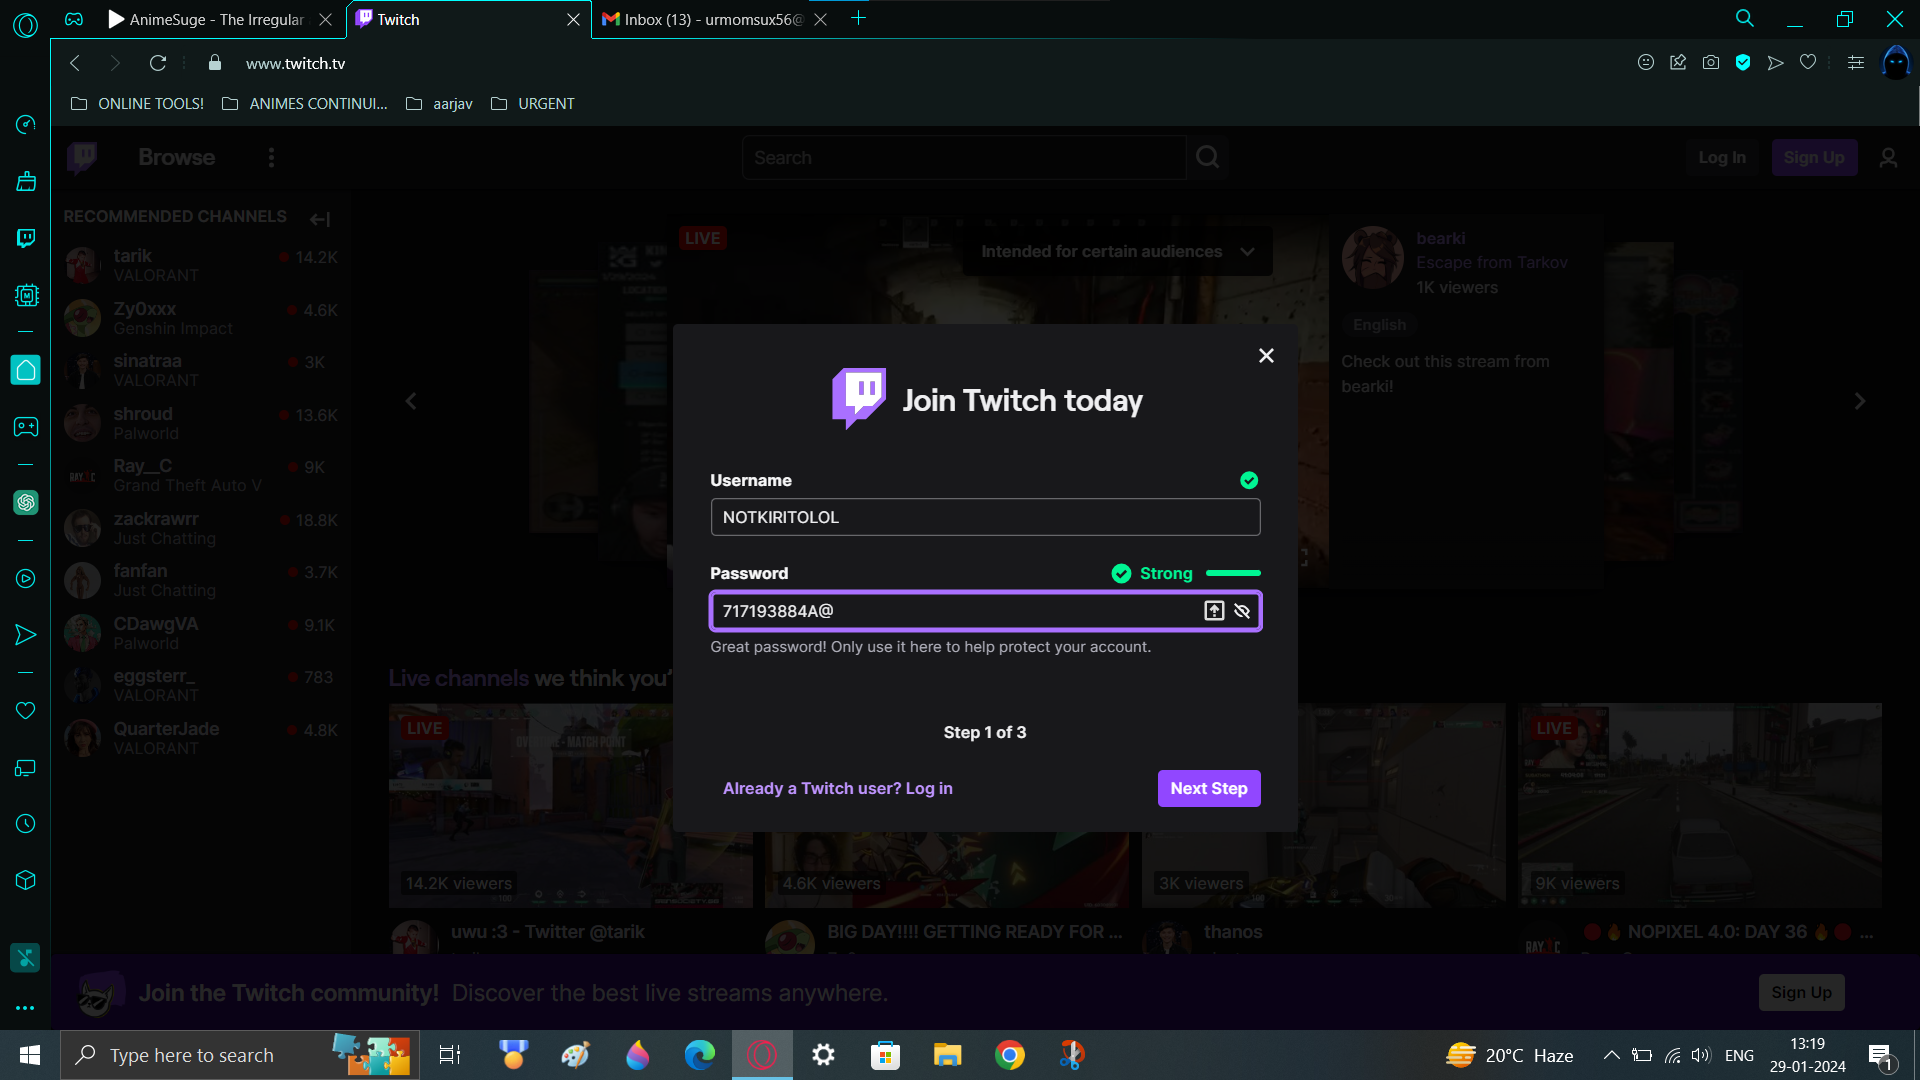 AnimeSuge - The Irregular
Twitch
Inbox (13) - urmomsux56@
www.twitch.tv
ONLINE TOOLS!
ANIMES CONTINUI...
aarjav
URGENT
Browse
Search
Log In
Sign Up
RECOMMENDED CHANNELS
tarik
14.2K
VALORANT
Zy0xxx
4.6K
Genshin Impact
sinatraa
3K
VALORANT
shroud
13.6K
Palworld
Ray__C
9K
Grand Theft Auto V
zackrawrr
18.8K
Just Chatting
fanfan
3.7K
Just Chatting
CDawgVA
9.1K
Palworld
eggsterr_
783
VALORANT
QuarterJade
4.8K
VALORANT
LIVE
Intended for certain audiences
bearki
Escape from Tarkov
1K viewers
English
Check out this stream from
bearki!
Join Twitch today
Username
NOTKIRITOLOL
Password
Strong
717193884A@
Great password! Only use it here to help protect your account.
Step 1 of 3
Already a Twitch user? Log in
Next Step
Live channels we think you'
LIVE
MATCH POINT
14.2K viewers
4.6K viewers
3K viewers
LIVE
9K viewers
uwu :3 - Twitter @tarik
BIG DAY!!!! GETTING READY FOR ...
thanos
NOPIXEL 4.0: DAY 36
...
Join the Twitch community! Discover the best live streams anywhere.
Sign Up
Type here to search
20°C Haze
ENG
13:19
29-01-2024
1